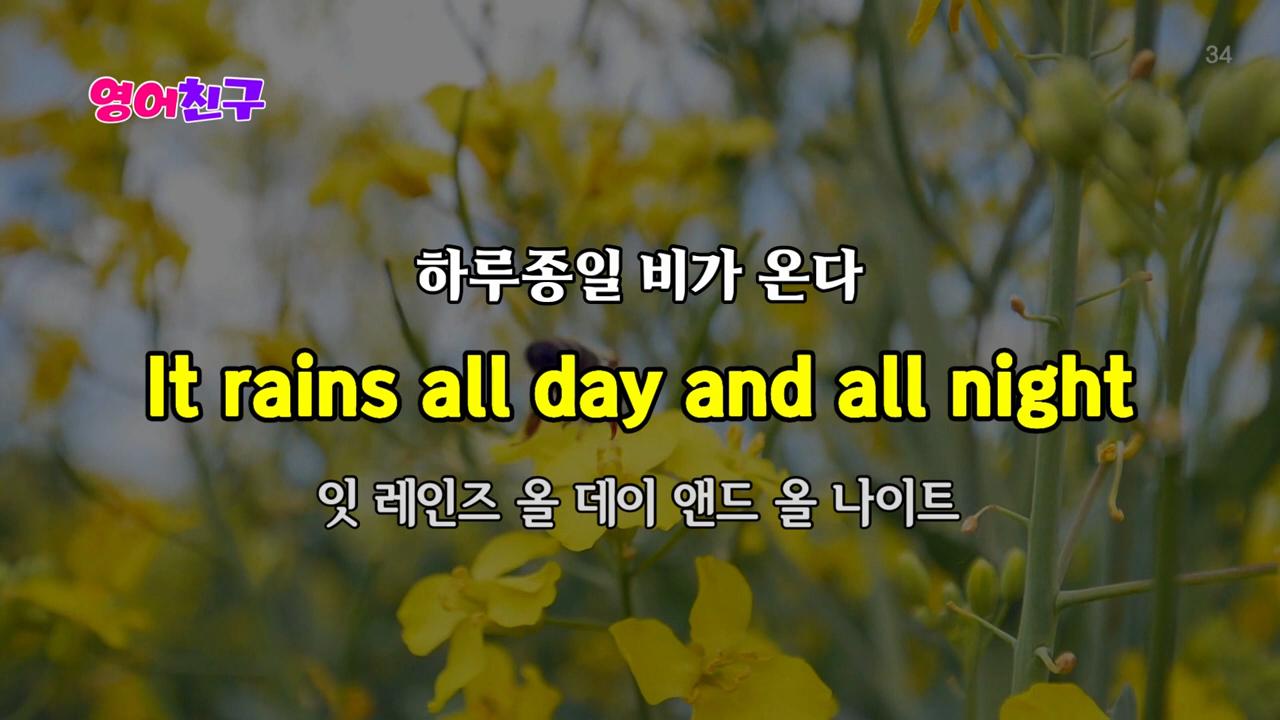 34
영어친구
하루종일 비가 온다
It rains all day and all night
잇 레인즈 올 데이 앤드 올 나이트